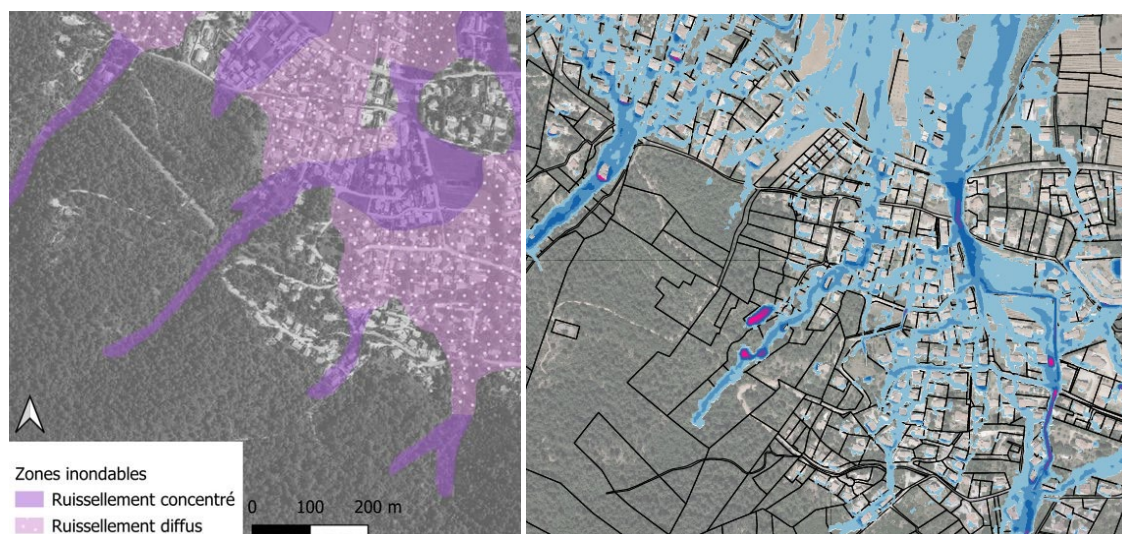 Zones inondables
Ruissellement concentré
0 100 200 m
Ruissellement diffus